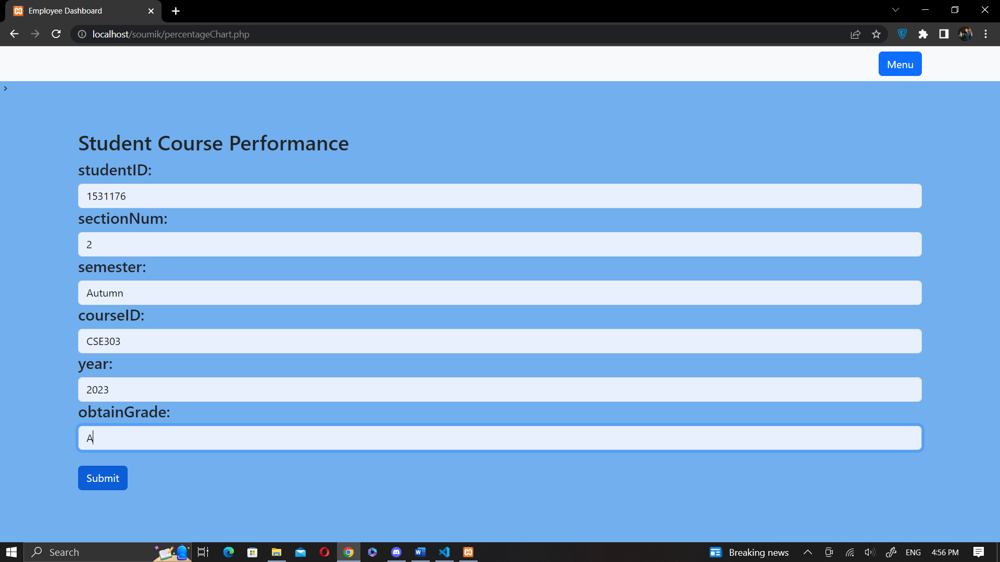 Employee Dashboard
localhost/soumik/percentageChart.php
Menu
>
Student Course Performance
studentID:
1531176
sectionNum:
2
semester:
Autumn
courseID:
CSE303
year:
2023
obtainGrade:
A
Submit
Search
Breaking news
ENG
4:56 PM